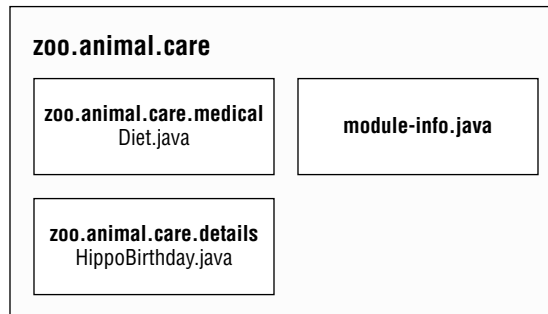 zoo.animal.care
zoo.animal.care.medical
Diet.java
module-info.java
zoo.animal.care.details
HippoBirthday.java